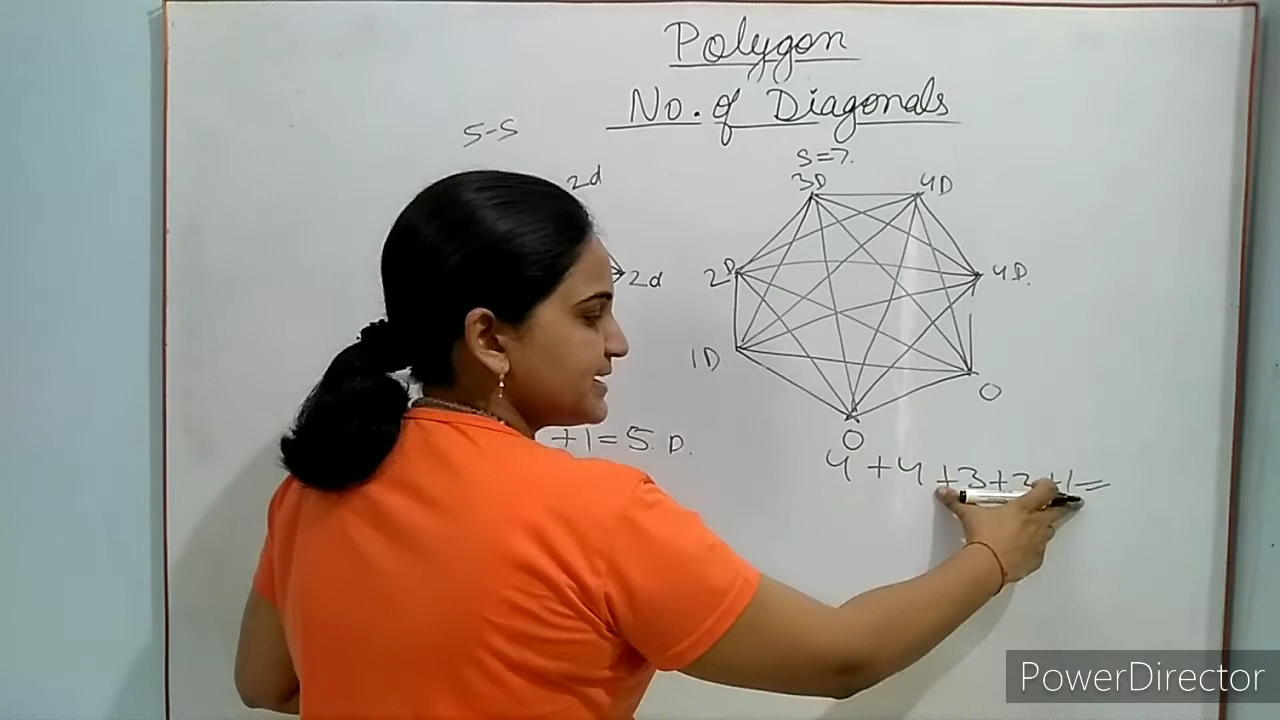 Polygon
No. of Diagonals
5-S
S=7.
2d
3D
4D
2d
2D
4D.
1D
0
0
+1=5.D.
4+4+3+2+1=
PowerDirector